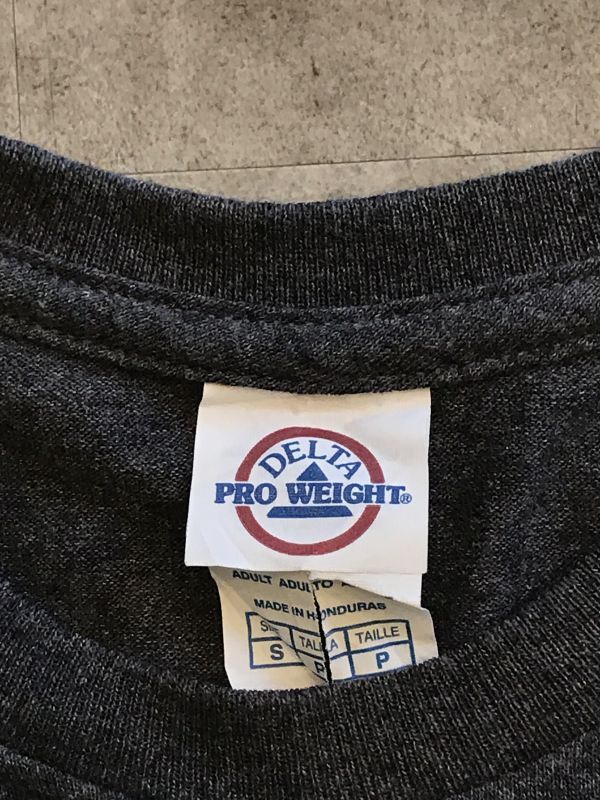 DELTA
PRO WEIGHT®
ADULT ADULTO
MADE IN HONDURAS
TALLA TAILLE
S P P